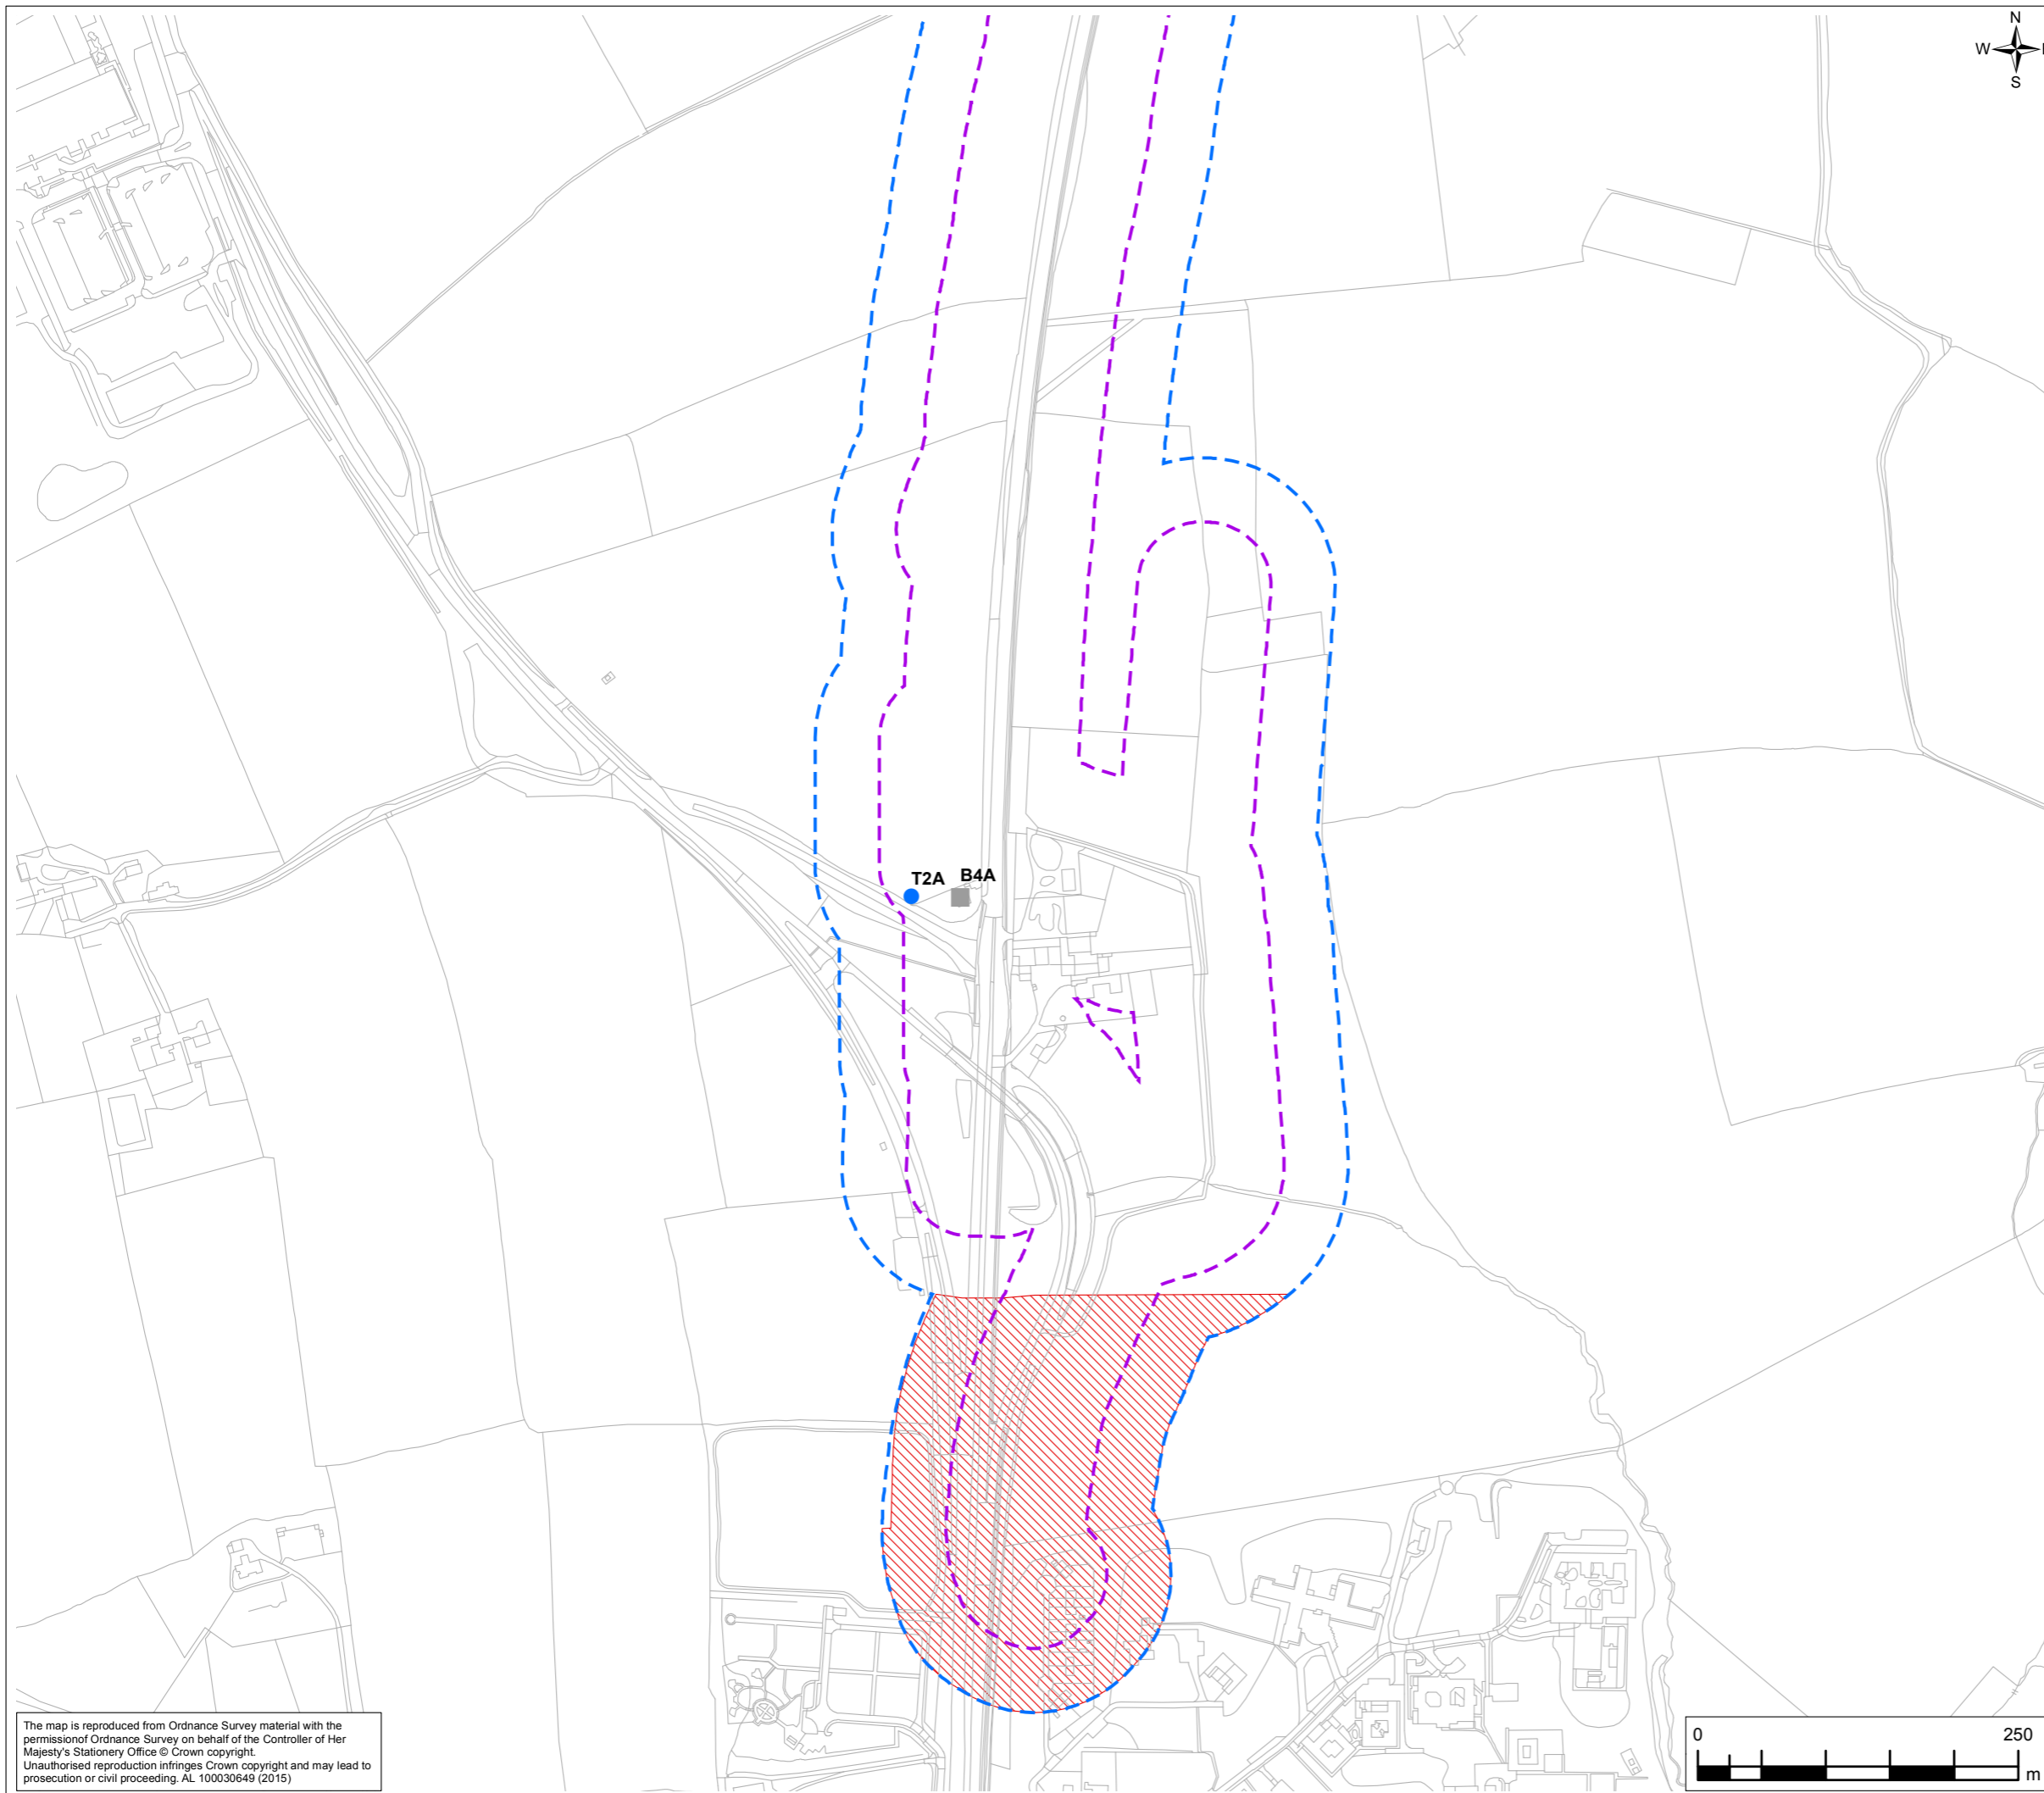 N
W
S
T2A B4A
The map is reproduced from Ordnance Survey material with the
permissionof Ordnance Survey on behalf of the Controller of Her
Majesty's Stationery Office © Crown copyright.
Unauthorised reproduction infringes Crown copyright and may lead to
prosecution or civil proceeding. AL 100030649 (2015)
0 250
m